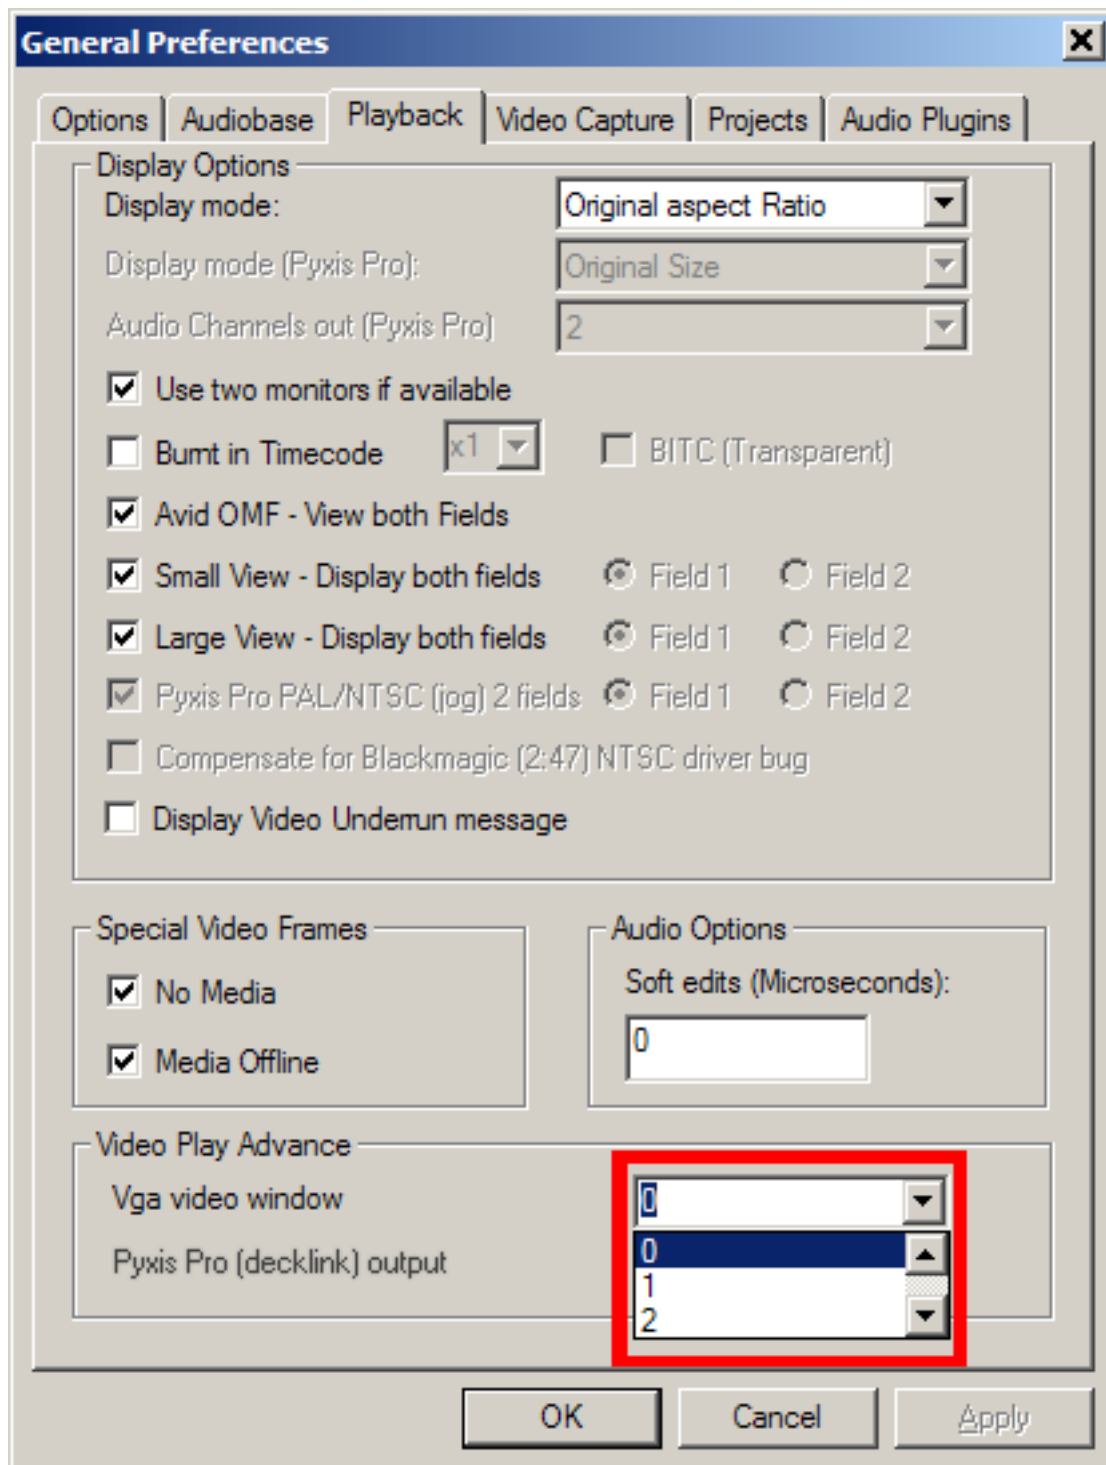 General Preferences
Options Audiobase Playback Video Capture Projects Audio Plugins
Display Options
Display mode: Original aspect Ratio
Display mode (Pyxis Pro): Original Size
Audio Channels out (Pyxis Pro) 2
Use two monitors if available
Burnt in Timecode x1 BITC (Transparent)
Avid OMF - View both Fields
Small View - Display both fields Field 1 Field 2
Large View - Display both fields Field 1 Field 2
Pyxis Pro PAL/NTSC (jog) 2 fields Field 1 Field 2
Compensate for Blackmagic (2:47) NTSC driver bug
Display Video Underrun message
Special Video Frames
No Media
Media Offline
Audio Options
Soft edits (Microseconds):
0
Video Play Advance
Vga video window 0
Pyxis Pro (decklink) output
0
1
2
OK Cancel Apply